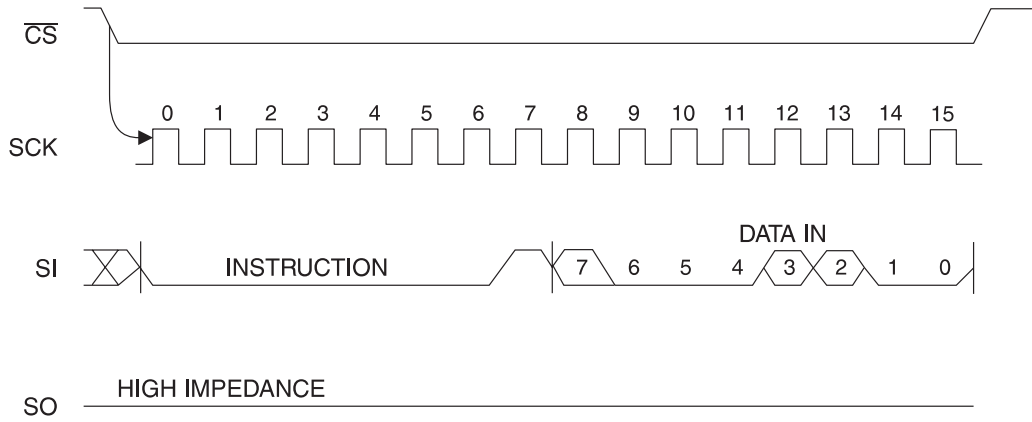 CS
0 1 2 3 4 5 6 7 8 9 10 11 12 13 14 15
SCK
DATA IN
SI INSTRUCTION 7 6 5 4 3 2 1 0
HIGH IMPEDANCE
SO